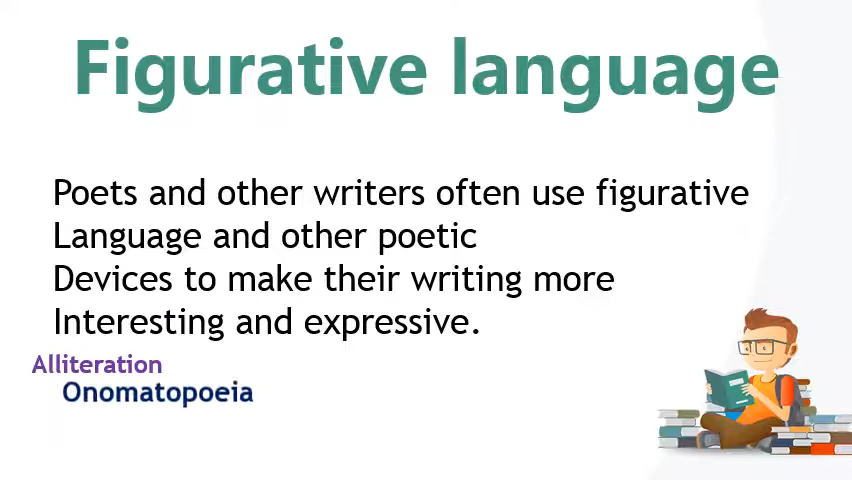 Figurative language
Poets and other writers often use figurative
Language and other poetic
Devices to make their writing more
Interesting and expressive.
Alliteration
Onomatopoeia